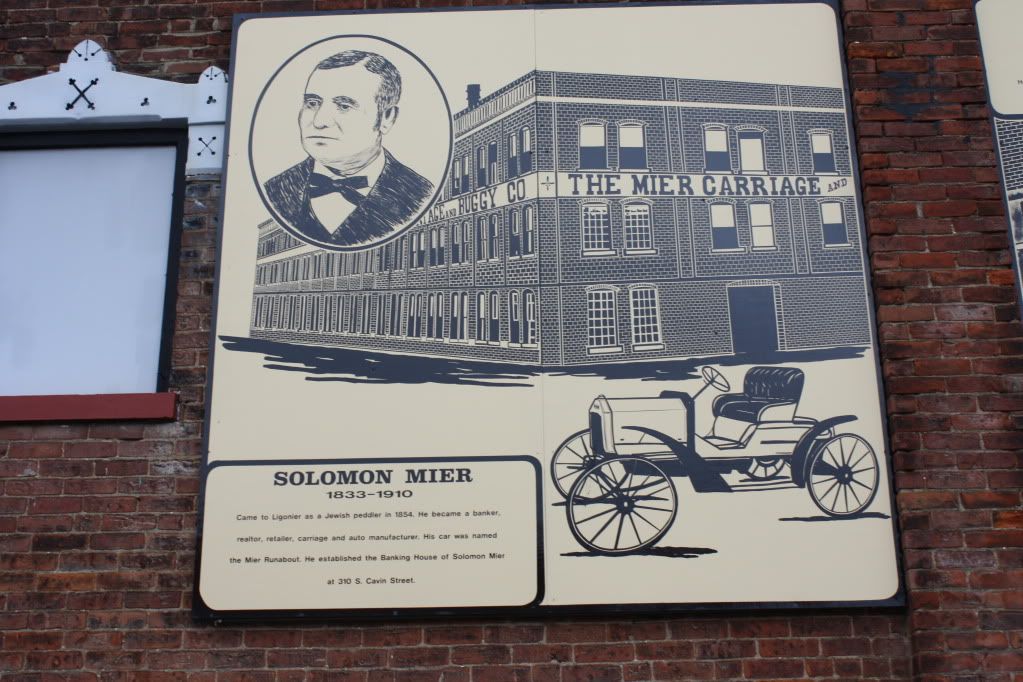 BUGGY CO THE MIER CARRIAGE AND
SOLOMON MIER
1833-1910
Came to Ligonier as a Jewish peddler in 1854. He became a banker,
realtor, retailer, carriage and auto manufacturer. His car was named
the Mier Runabout. He established the Banking House of Solomon Mier
at 310 S. Cavin Street.